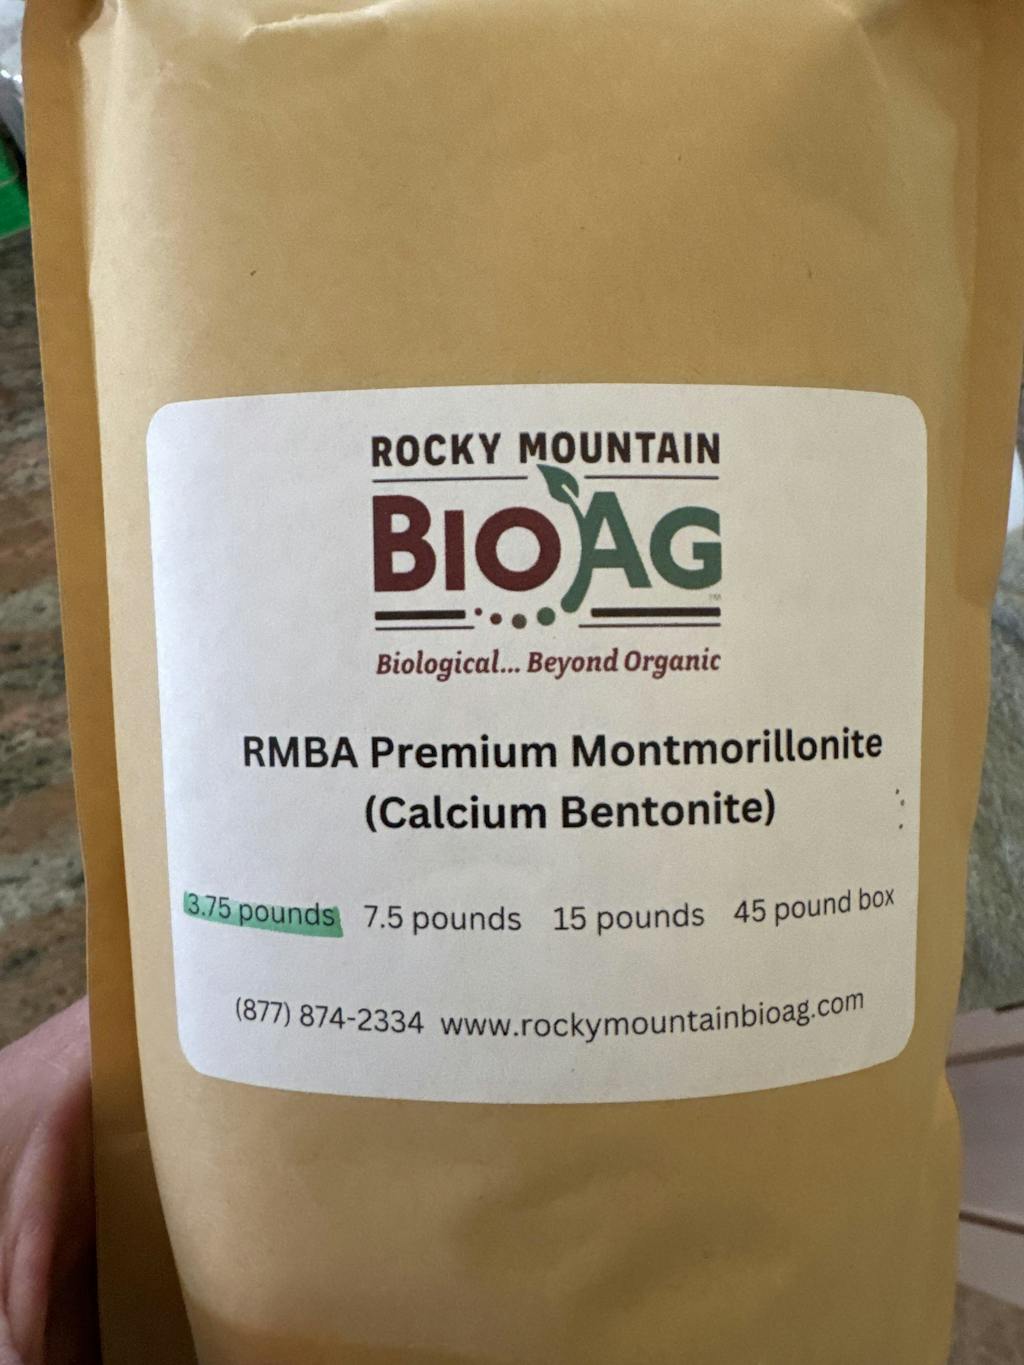 ROCKY MOUNTAIN
BIOAG
TM
Biological... Beyond Organic
RMBA Premium Montmorillonite
(Calcium Bentonite)
3.75 pounds 7.5 pounds 15 pounds 45 pound box
(877) 874-2334 www.rockymountainbioag.com